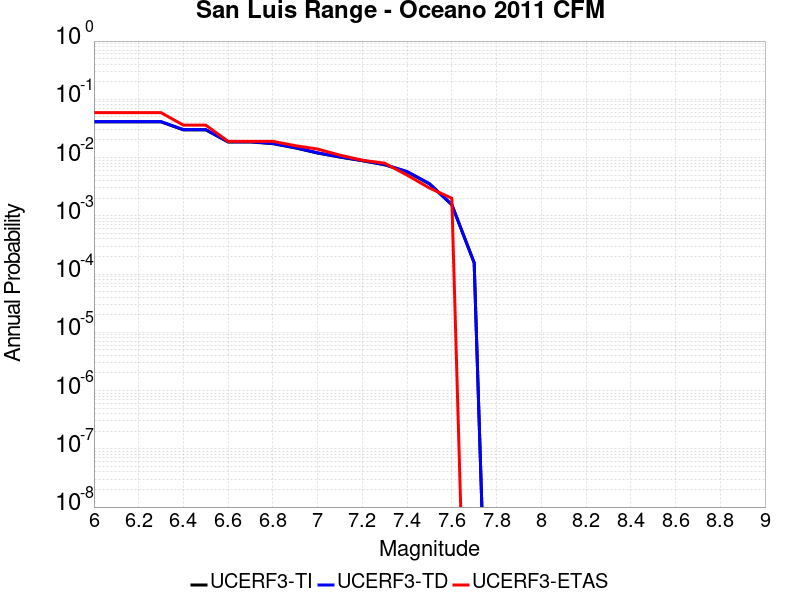 San Luis Range - Oceano 2011 CFM
10^0
10^-1
10^-2
10^-3
10^-4
10^-5
10^-6
10^-7
10^-8
Annual Probability
6 6.2 6.4 6.6 6.8 7 7.2 7.4 7.6 7.8 8 8.2 8.4 8.6 8.8 9
Magnitude
UCERF3-TI UCERF3-TD UCERF3-ETAS